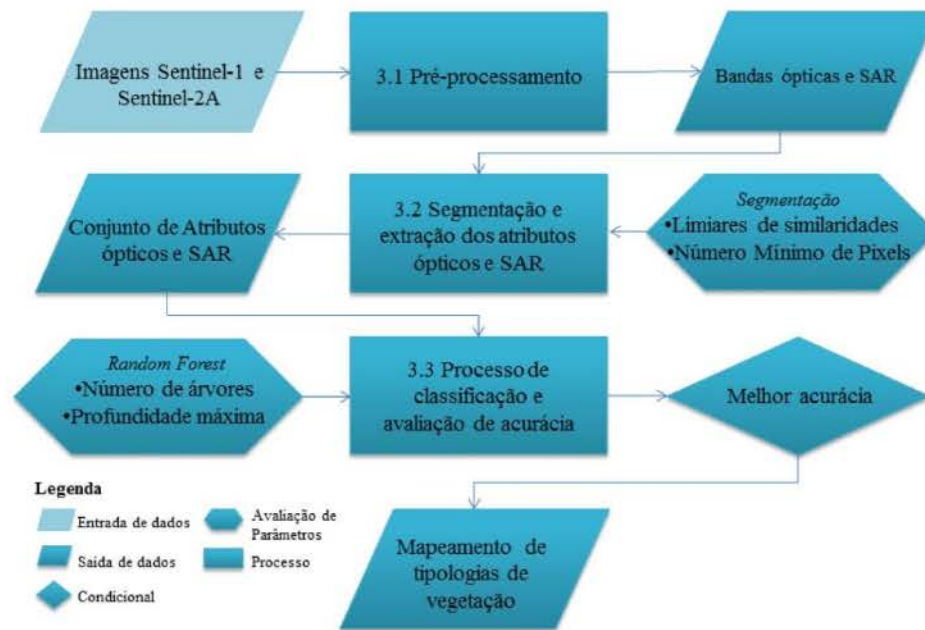 Imagens Sentinel-1 e
Sentinel-2A
3.1 Pré-processamento
Bandas ópticas e SAR
Conjunto de Atributos
ópticos e SAR
3.2 Segmentação e
extração dos atributos
ópticos e SAR
Segmentação
•Limiares de similaridades
•Número Mínimo de Pixels
Random Forest
•Número de árvores
•Profundidade máxima
3.3 Processo de
classificação e
avaliação de acurácia
Melhor acurácia
Legenda
Entrada de dados
Avaliação de
Parâmetros
Saída de dados
Processo
Condicional
Mapeamento de
tipologias de
vegetação